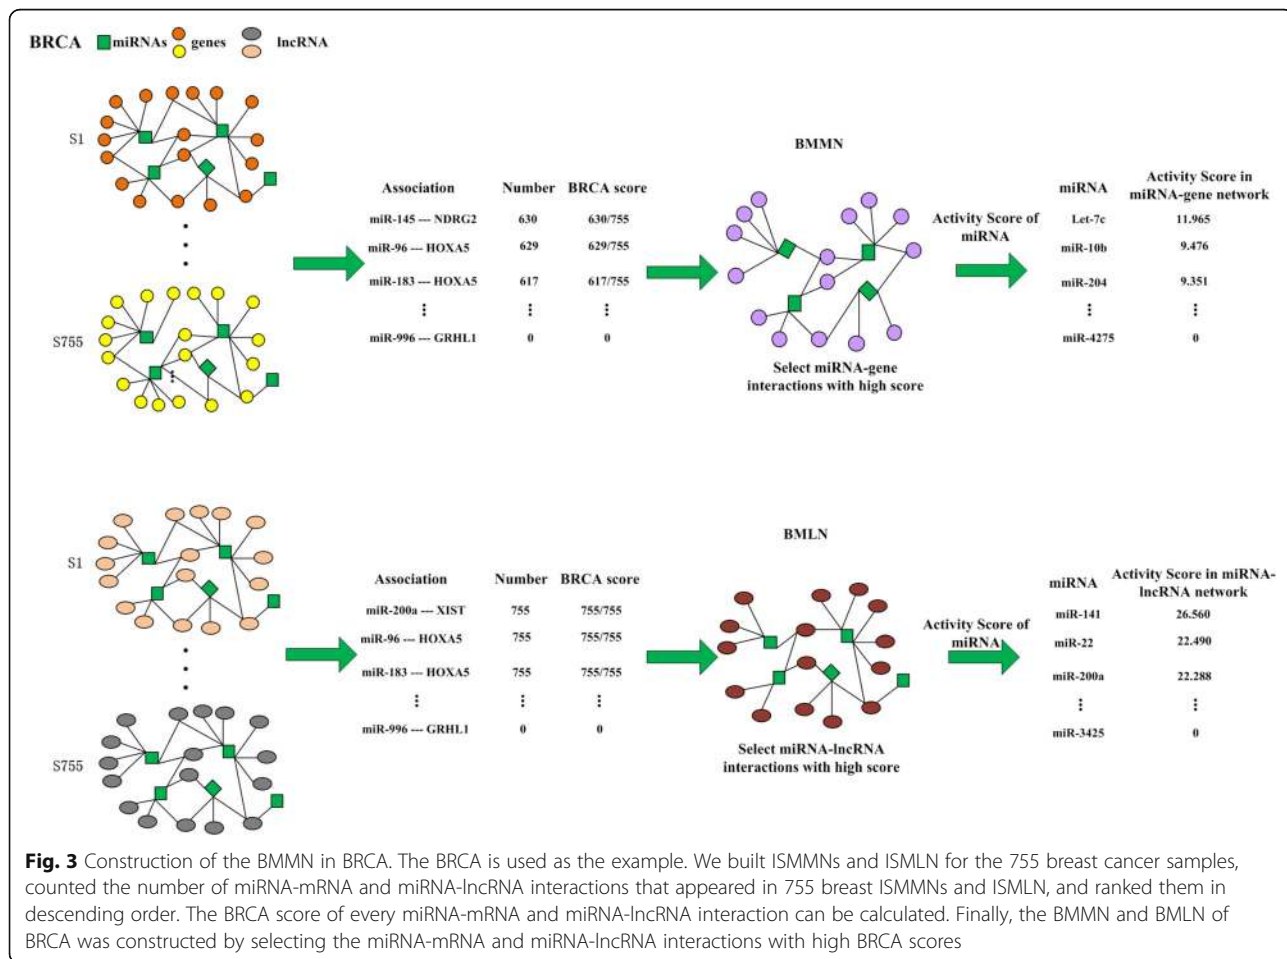 BRCA miRNAs genes lncRNA
S1
S755
Association Number BRCA score
miR-145 --- NDRG2 630 630/755
miR-96 --- HOXA5 629 629/755
miR-183 --- HOXA5 617 617/755
miR-996 --- GRHL1 0 0
BMMN
Select miRNA-gene
interactions with high score
Activity Score of
miRNA
miRNA Activity Score in
miRNA-gene network
Let-7c 11.965
miR-10b 9.476
miR-204 9.351
miR-4275 0
S1
S755
Association Number BRCA score
miR-200a --- XIST 755 755/755
miR-96 --- HOXA5 755 755/755
miR-183 --- HOXA5 755 755/755
miR-996 --- GRHL1 0 0
BMLN
Select miRNA-lncRNA
interactions with high score
Activity Score of
miRNA
miRNA Activity Score in miRNA-
lncRNA network
miR-141 26.560
miR-22 22.490
miR-200a 22.288
miR-3425 0
Fig. 3 Construction of the BMMN in BRCA. The BRCA is used as the example. We built ISMMNs and ISMLN for the 755 breast cancer samples,
counted the number of miRNA-mRNA and miRNA-lncRNA interactions that appeared in 755 breast ISMMNs and ISMLN, and ranked them in
descending order. The BRCA score of every miRNA-mRNA and miRNA-lncRNA interaction can be calculated. Finally, the BMMN and BMLN of
BRCA was constructed by selecting the miRNA-mRNA and miRNA-lncRNA interactions with high BRCA scores